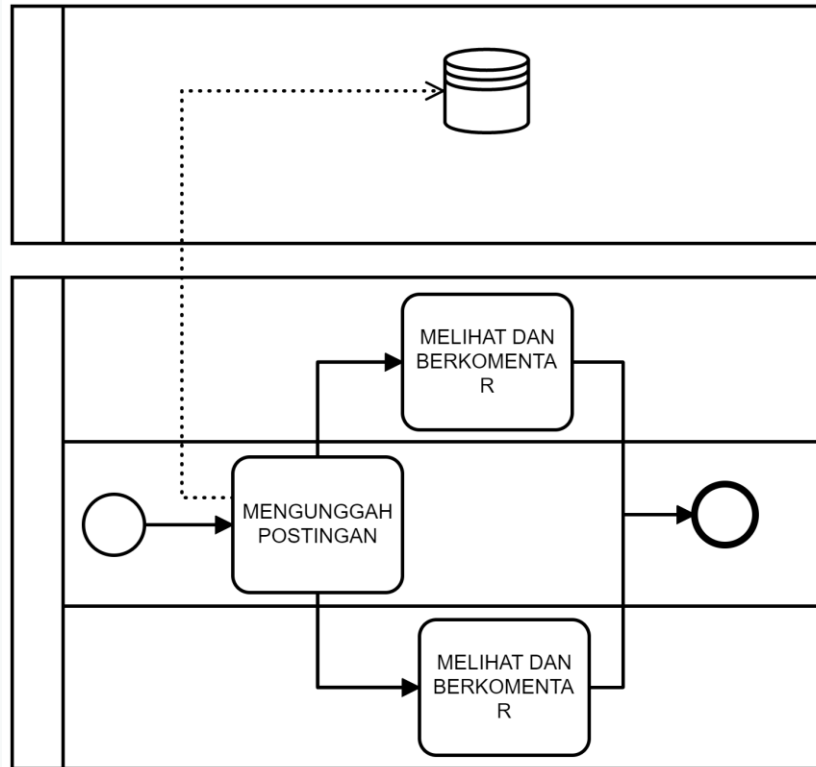 MELIHAT DAN
BERKOMENTA
R
MENGUNGGAH
POSTINGAN
MELIHAT DAN
BERKOMENTA
R